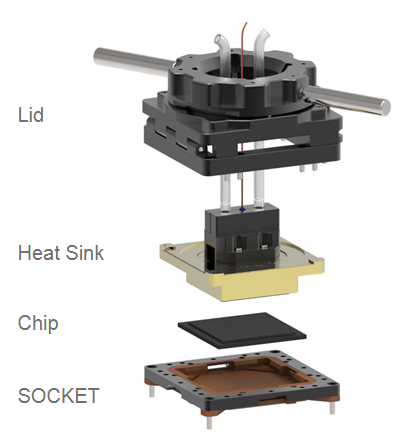 Lid
Heat Sink
Chip
SOCKET